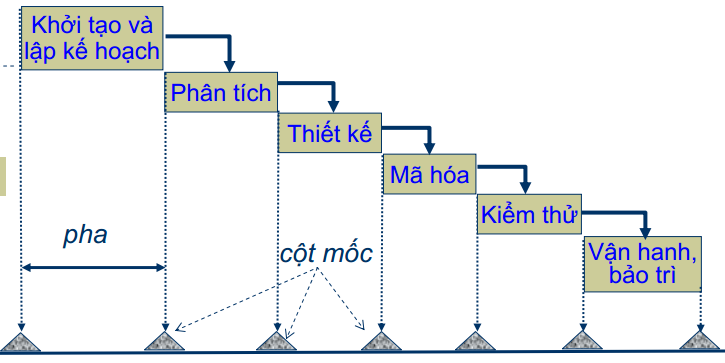 Khởi tạo và
lập kế hoạch
Phân tích
Thiết kế
Mã hóa
Kiểm thử
Vận hanh,
bảo trì
pha
cột mốc